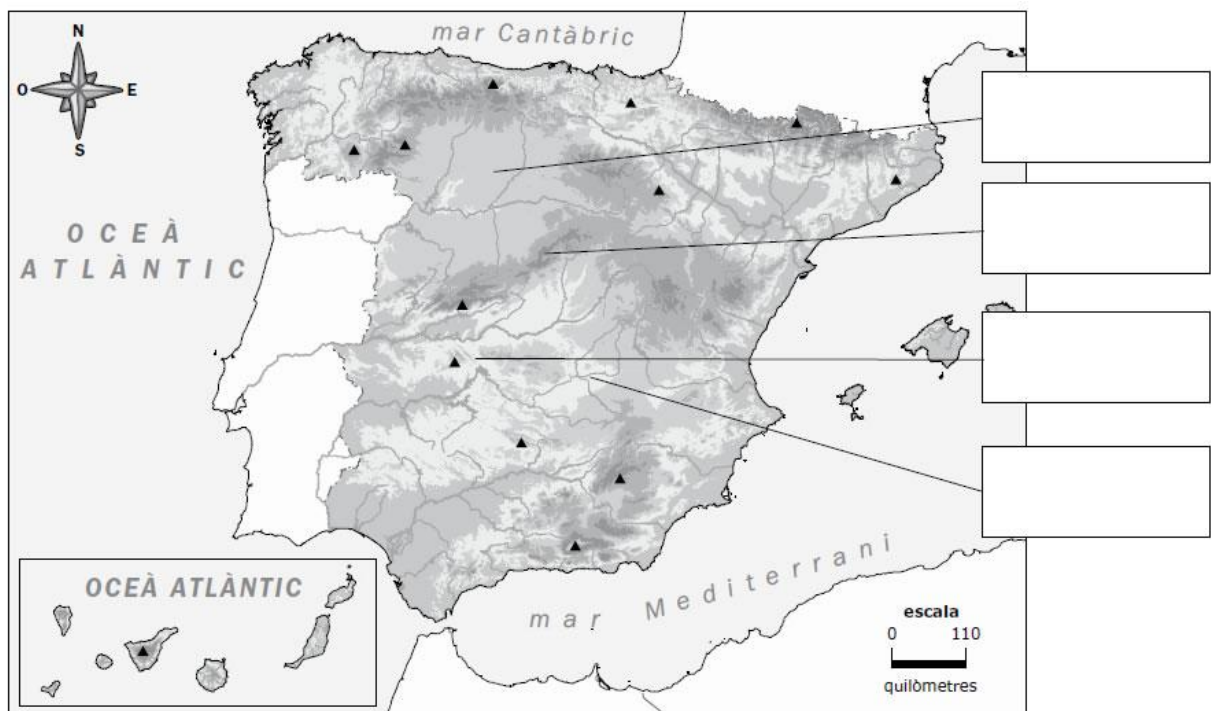 mar Cantàbric
N
O
E
S
OCEÀ
ATLÀNTIC
OCEÀ ATLÀNTIC
mar Mediterrani
escala
0 110
quilòmetres